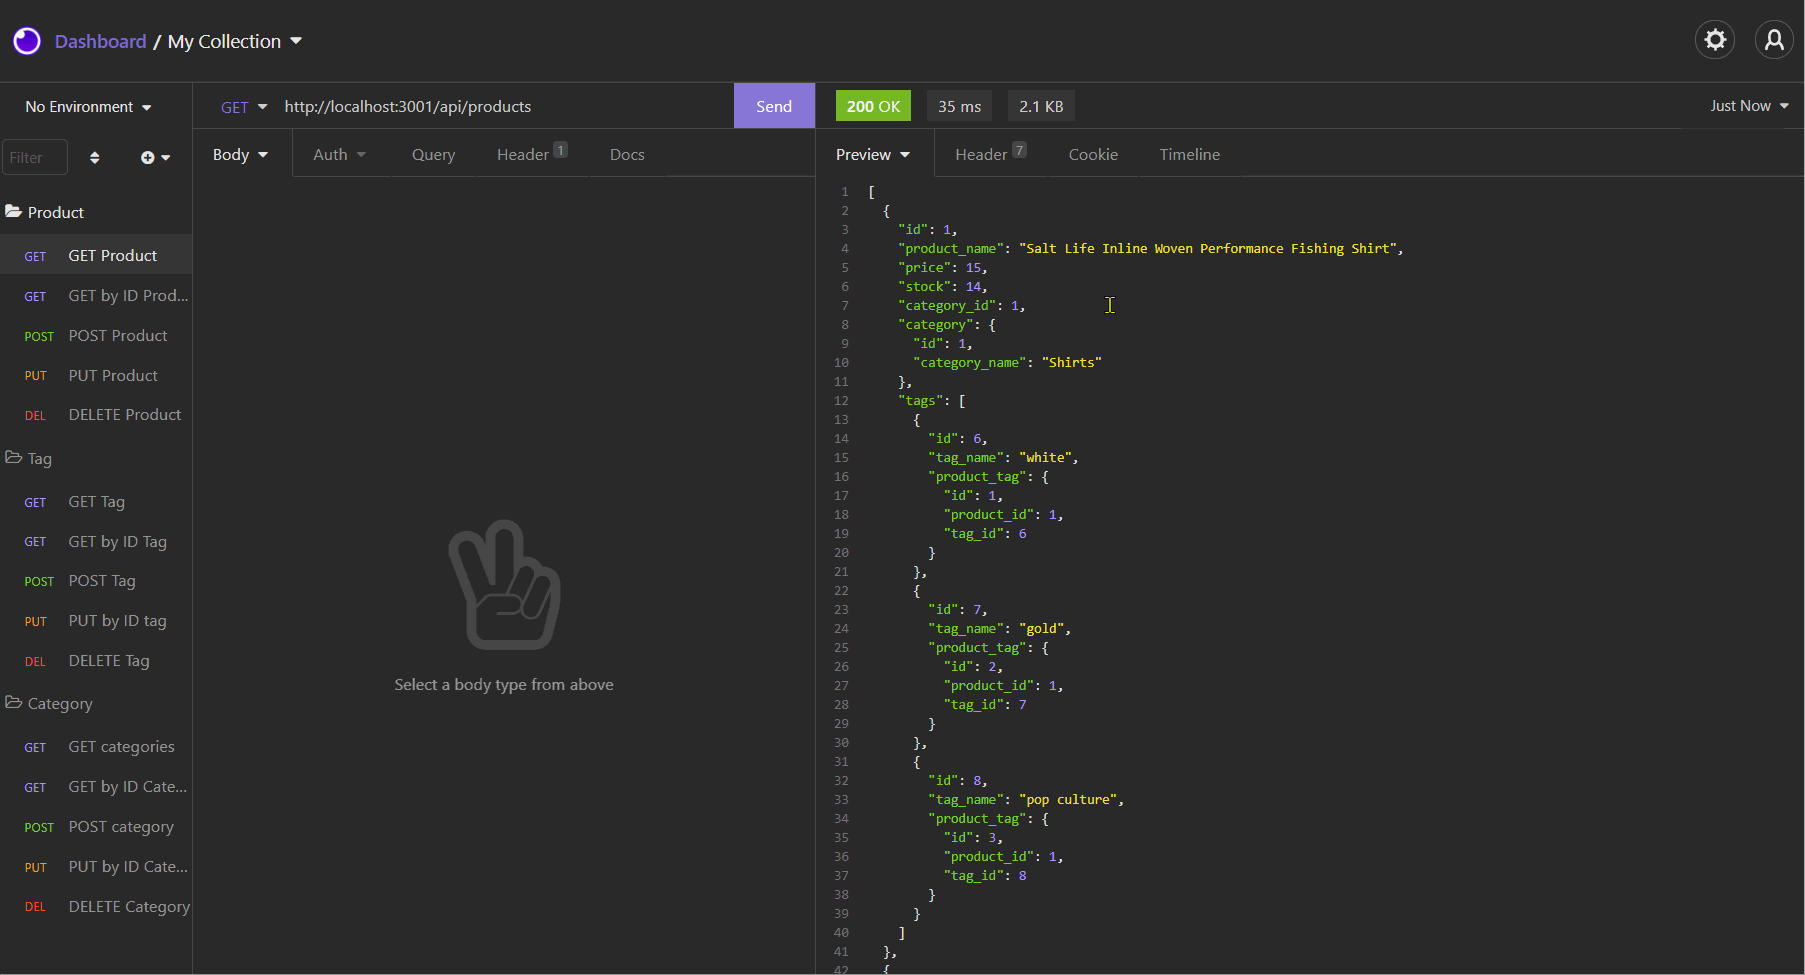 Dashboard / My Collection
No Environment
GET http://localhost:3001/api/products Send
200 OK 35 ms 2.1 KB Just Now
Filter
Body Auth Query Header 1 Docs
Preview Header 7 Cookie Timeline
Product
GET GET Product
GET GET by ID Prod...
POST POST Product
PUT PUT Product
DEL DELETE Product
Tag
GET GET Tag
GET GET by ID Tag
POST POST Tag
PUT PUT by ID tag
DEL DELETE Tag
Category
GET GET categories
GET GET by ID Cate...
POST POST category
PUT PUT by ID Cate...
DEL DELETE Category
Select a body type from above
1 [
2 {
3 "id": 1,
4 "product_name": "Salt Life Inline Woven Performance Fishing Shirt",
5 "price": 15,
6 "stock": 14,
7 "category_id": 1,
8 "category": {
9 "id": 1,
10 "category_name": "Shirts"
11 },
12 "tags": [
13 {
14 "id": 6,
15 "tag_name": "white",
16 "product_tag": {
17 "id": 1,
18 "product_id": 1,
19 "tag_id": 6
20 }
21 },
22 {
23 "id": 7,
24 "tag_name": "gold",
25 "product_tag": {
26 "id": 2,
27 "product_id": 1,
28 "tag_id": 7
29 }
30 },
31 {
32 "id": 8,
33 "tag_name": "pop culture",
34 "product_tag": {
35 "id": 3,
36 "product_id": 1,
37 "tag_id": 8
38 }
39 }
40 ]
41 },
42 {